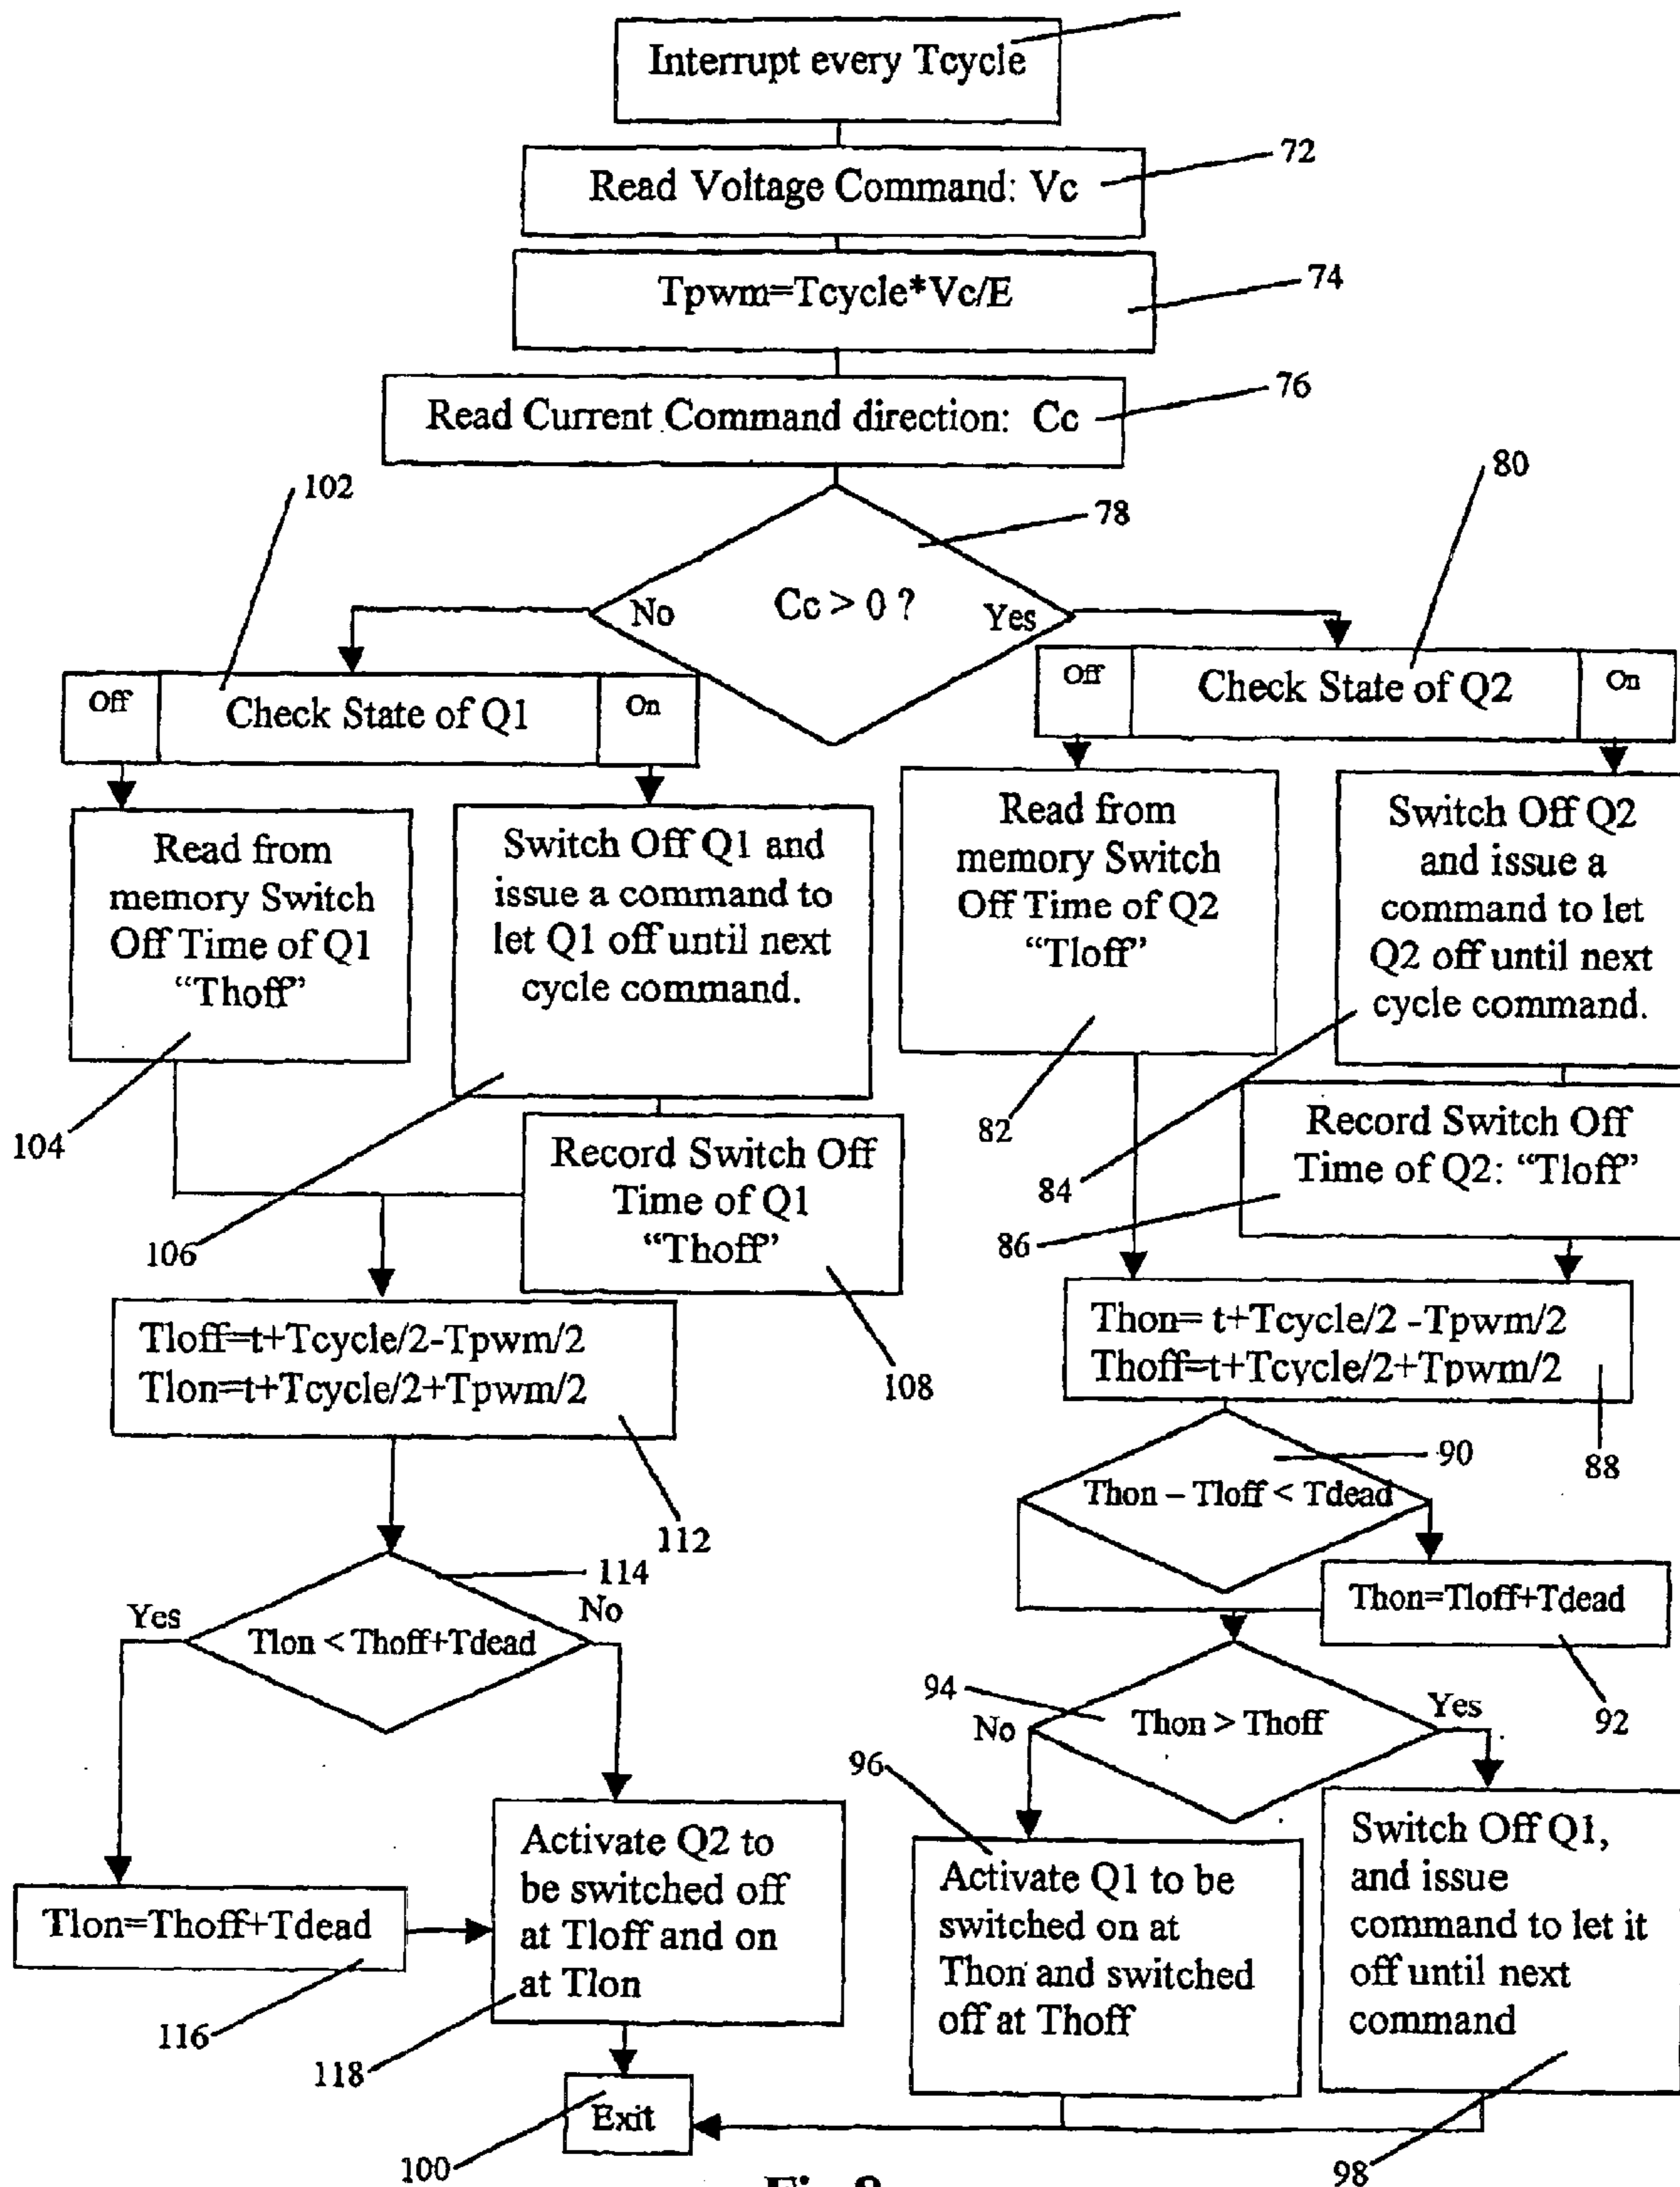 Interrupt every Tcycle
72
Read Voltage Command: Vc
74
Tpwm=Tcycle*Vc/E
76
Read Current Command direction: Cc
102
80
78
Cc > 0 ?
No
Yes
Off
Check State of Q1
On
Off
Check State of Q2
On
Read from
memory Switch
Off Time of Q1
“Thoff”
Switch Off Q1 and
issue a command to
let Q1 off until next
cycle command.
Read from
memory Switch
Off Time of Q2
“Tloff”
Switch Off Q2
and issue a
command to let
Q2 off until next
cycle command.
104
106
Record Switch Off
Time of Q1
“Thoff”
108
82
84
Record Switch Off
Time of Q2: “Tloff”
86
Tloff=t+Tcycle/2-Tpwm/2
Tlon=t+Tcycle/2+Tpwm/2
112
Thon= t+Tcycle/2 -Tpwm/2
Thoff=t+Tcycle/2+Tpwm/2
88
90
Thon – Tloff < Tdead
114
Yes
No
Tlon < Thoff+Tdead
Thon=Tloff+Tdead
92
94
No
Thon > Thoff
Yes
96
Tlon=Thoff+Tdead
116
Activate Q2 to
be switched off
at Tloff and on
at Tlon
118
Activate Q1 to be
switched on at
Thon and switched
off at Thoff
Switch Off Q1,
and issue
command to let it
off until next
command
98
Exit
100